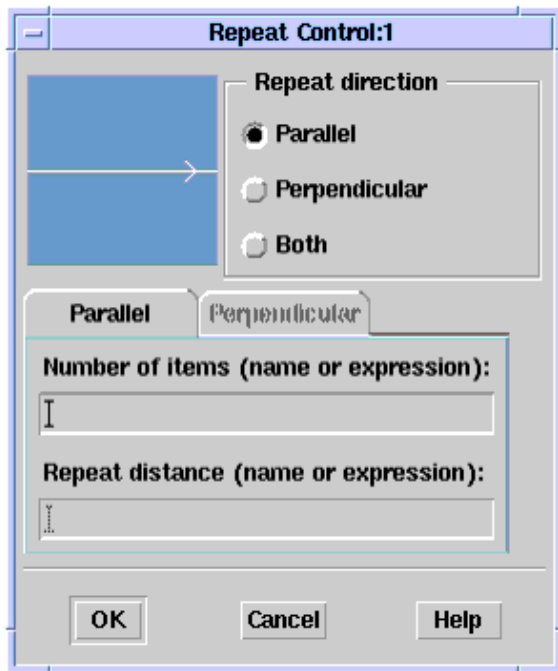 Repeat Control:1
Repeat direction
Parallel
Perpendicular
Both
Parallel
Perpendicular
Number of items (name or expression):
Repeat distance (name or expression):
OK
Cancel
Help